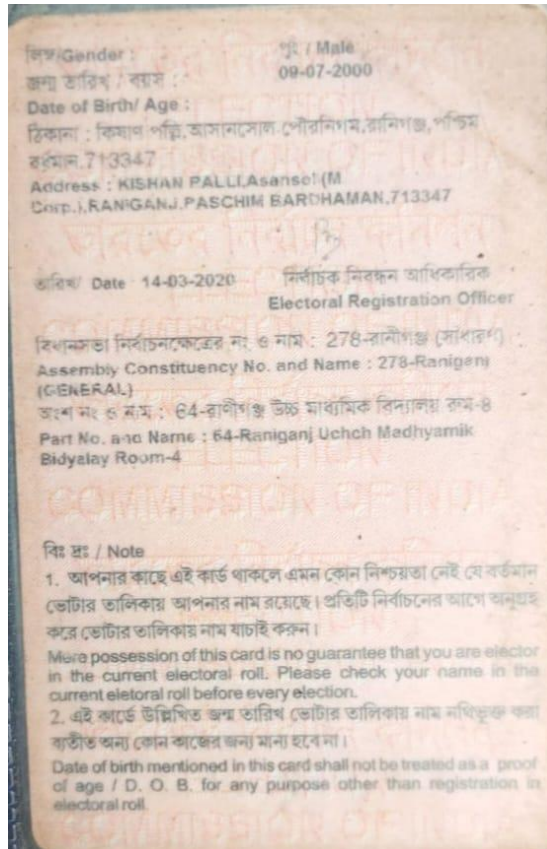 লিঙ্গ/Gender : পুং / Male
জন্ম তারিখ / বয়স : 09-07-2000
Date of Birth/ Age :
ঠিকানা : কিষাণ পল্লি,আসানসোল (পৌরনিগম,রানিগঞ্জ,পশ্চিম
বর্ধমান,713347
Address : KISHAN PALLI,Asansol (M
Corp.),RANIGANJ,PASCHIM BARDHAMAN,713347
তারিখ/ Date 14-03-2020 নির্বাচক নিবন্ধন আধিকারিক
Electoral Registration Officer
বিধানসভা নির্বাচনক্ষেত্রের নং ও নাম : 278-রানীগঞ্জ (সাধারণ)
Assembly Constituency No. and Name : 278-Raniganj
(GENERAL)
অংশ নং ও নাম : 64-রাণীগঞ্জ উচ্চ মাধ্যমিক বিদ্যালয় রুম-৪
Part No. and Name : 64-Raniganj Uchch Madhyamik
Bidyalay Room-4
বিঃ দ্রঃ / Note
1. আপনার কাছে এই কার্ড থাকলে এমন কোন নিশ্চয়তা নেই যে বর্তমান
ভোটার তালিকায় আপনার নাম রয়েছে। প্রতিটি নির্বাচনের আগে অনুগ্রহ
করে ভোটার তালিকায় নাম যাচাই করুন।
Mere possession of this card is no guarantee that you are elector
in the current electoral roll. Please check your name in the
current eletoral roll before every election.
2. এই কার্ডে উল্লিখিত জন্ম তারিখ ভোটার তালিকায় নাম নথিভুক্ত করা
ব্যতীত অন্য কোন কাজের জন্য মান্য হবে না।
Date of birth mentioned in this card shall not be treated as a proof
of age / D. O. B. for any purpose other than registration in
electoral roll.